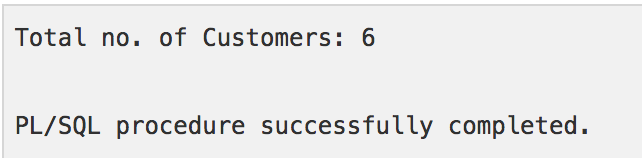 Total no. of Customers: 6
PL/SQL procedure successfully completed.